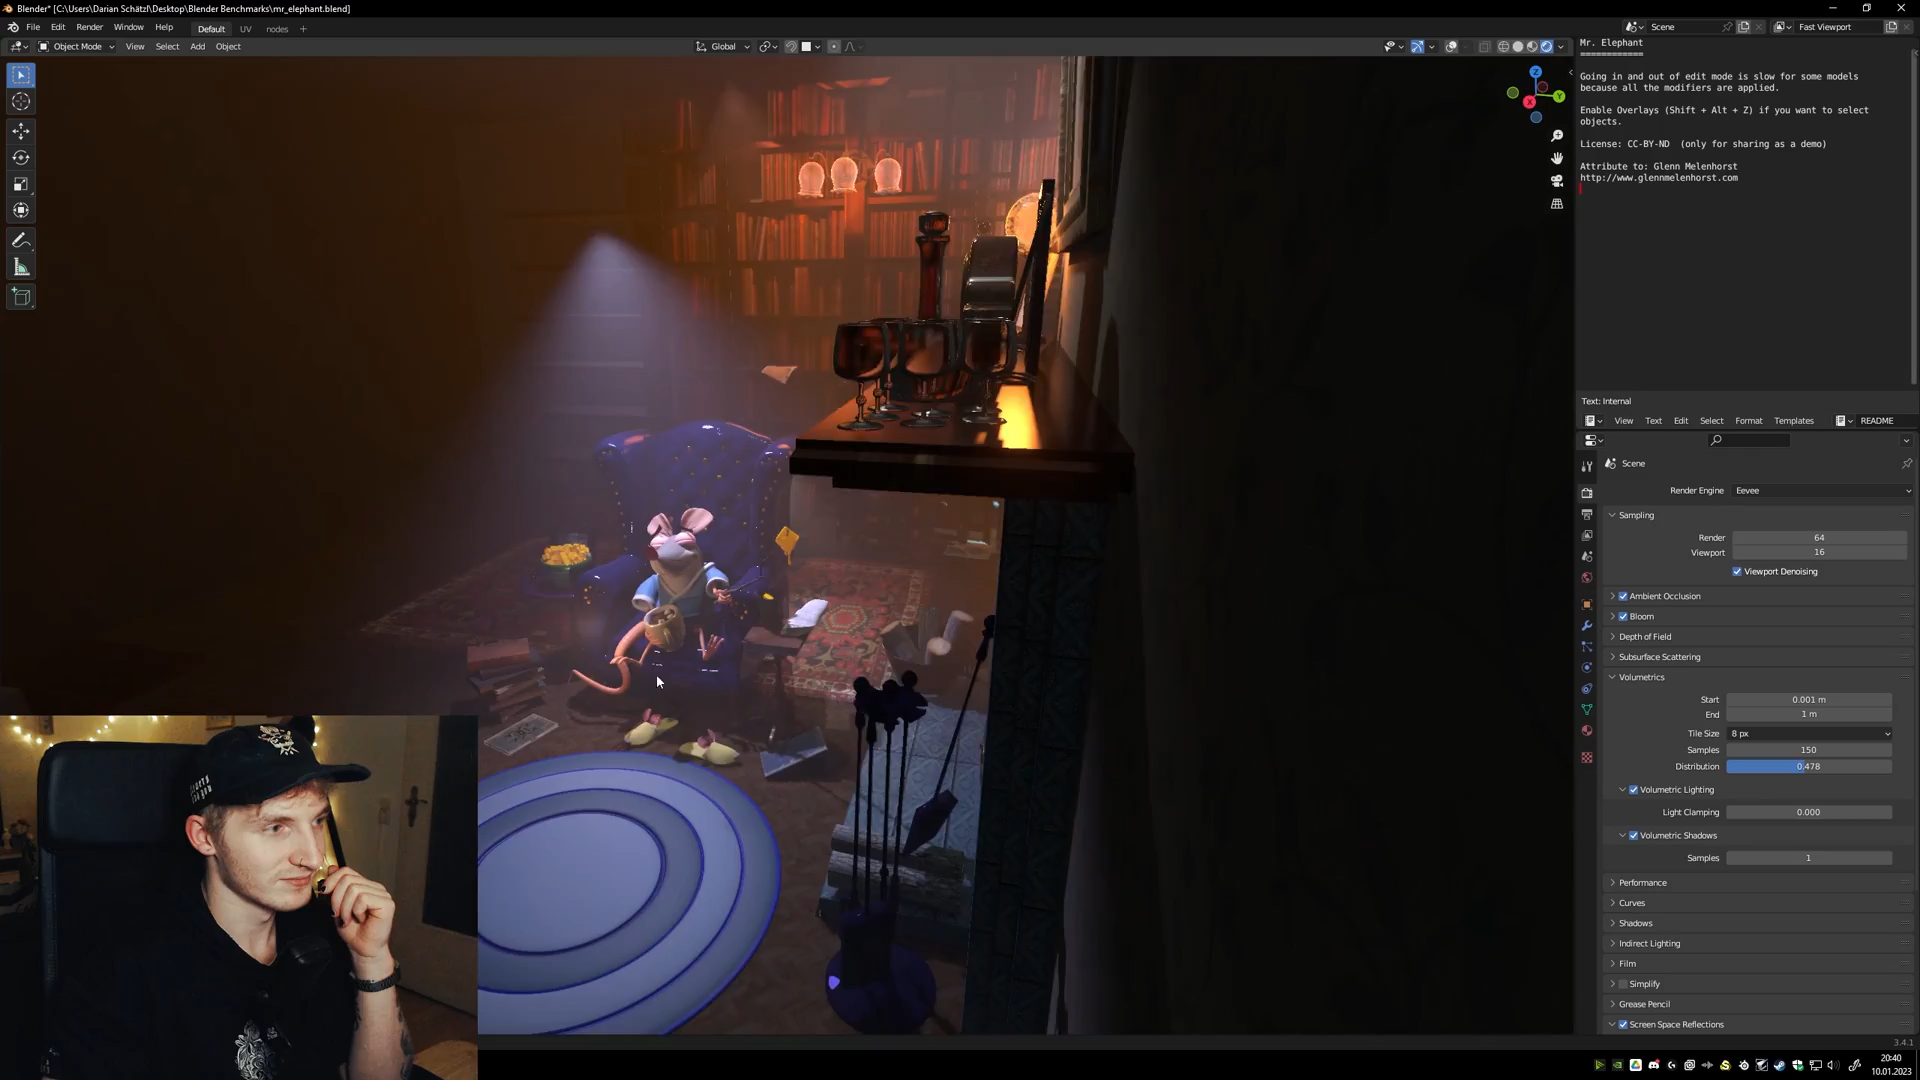 Blender* [C:\Users\Darian Schätzl\Desktop\Blender Benchmarks\mr_elephant.blend]
File Edit Render Window Help Default UV nodes + Scene Fast Viewport
Object Mode View Select Add Object Global
Mr. Elephant
============
Going in and out of edit mode is slow for some models
because all the modifiers are applied.
Enable Overlays (Shift + Alt + Z) if you want to select
objects.
License: CC-BY-ND (only for sharing as a demo)
Attribute to: Glenn Melenhorst
http://www.glennmelenhorst.com
Z
Y
X
Text: Internal
View Text Edit Select Format Templates README
Scene
Render Engine Eevee
Sampling
Render 64
Viewport 16
Viewport Denoising
Ambient Occlusion
Bloom
Depth of Field
Subsurface Scattering
Volumetrics
Start 0.001 m
End 1 m
Tile Size 8 px
Samples 150
Distribution 0.478
Volumetric Lighting
Light Clamping 0.000
Volumetric Shadows
Samples 1
Performance
Curves
Shadows
Indirect Lighting
Film
Simplify
Grease Pencil
Screen Space Reflections
3.4.1
20:40
10.01.2023